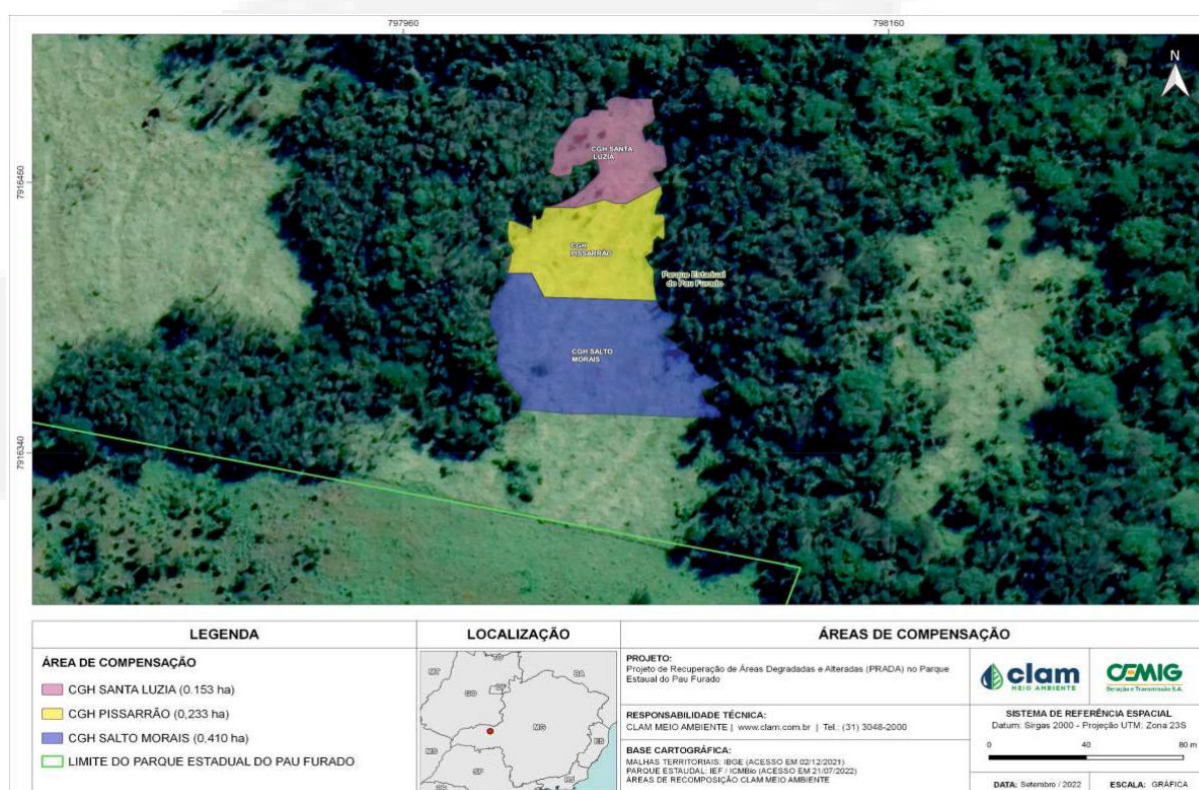 797960
798160
N
7916460
7916340
CGH SANTA
LUZIA
CGH
PISSARRÃO
Parque Estadual
do Pau Furado
CGH SALTO
MORAIS
LEGENDA
ÁREA DE COMPENSAÇÃO
CGH SANTA LUZIA (0.153 ha)
CGH PISSARRÃO (0,233 ha)
CGH SALTO MORAIS (0,410 ha)
LIMITE DO PARQUE ESTADUAL DO PAU FURADO
LOCALIZAÇÃO
MT
GO
BA
MG
MS
ES
SP
RJ
ÁREAS DE COMPENSAÇÃO
PROJETO:
Projeto de Recuperação de Áreas Degradadas e Alteradas (PRADA) no Parque
Estaual do Pau Furado
RESPONSABILIDADE TÉCNICA:
CLAM MEIO AMBIENTE | www.clam.com.br | Tel.: (31) 3048-2000
BASE CARTOGRÁFICA:
MALHAS TERRITORIAIS: IBGE (ACESSO EM 02/12/2021)
PARQUE ESTAUDAL: IEF / ICMBio (ACESSO EM 21/07/2022)
ÁREAS DE RECOMPOSIÇÃO CLAM MEIO AMBIENTE
clam
MEIO AMBIENTE
CEMIG
Geração e Transmissão S.A.
SISTEMA DE REFERÊNCIA ESPACIAL
Datum: Sirgas 2000 - Projeção UTM: Zona 23S
0 40 80 m
DATA: Setembro / 2022
ESCALA: GRÁFICA